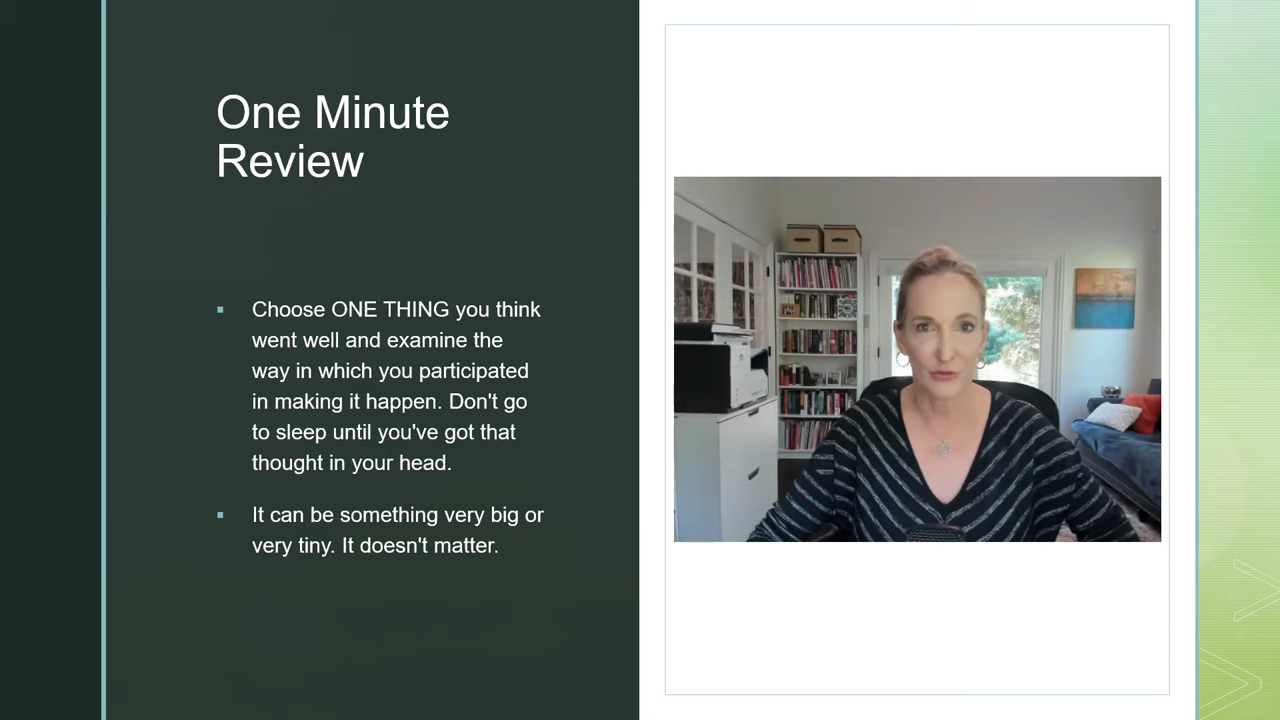 One Minute
Review
Choose ONE THING you think
went well and examine the
way in which you participated
in making it happen. Don't go
to sleep until you've got that
thought in your head.
It can be something very big or
very tiny. It doesn't matter.